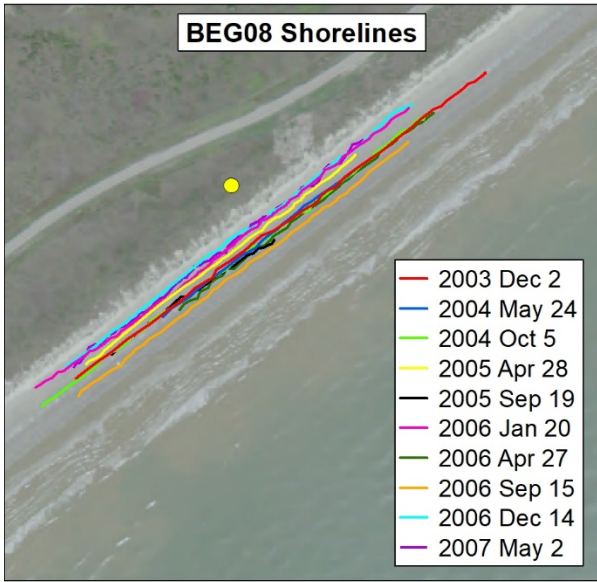 BEG08 Shorelines
2003 Dec 2
2004 May 24
2004 Oct 5
2005 Apr 28
2005 Sep 19
2006 Jan 20
2006 Apr 27
2006 Sep 15
2006 Dec 14
2007 May 2